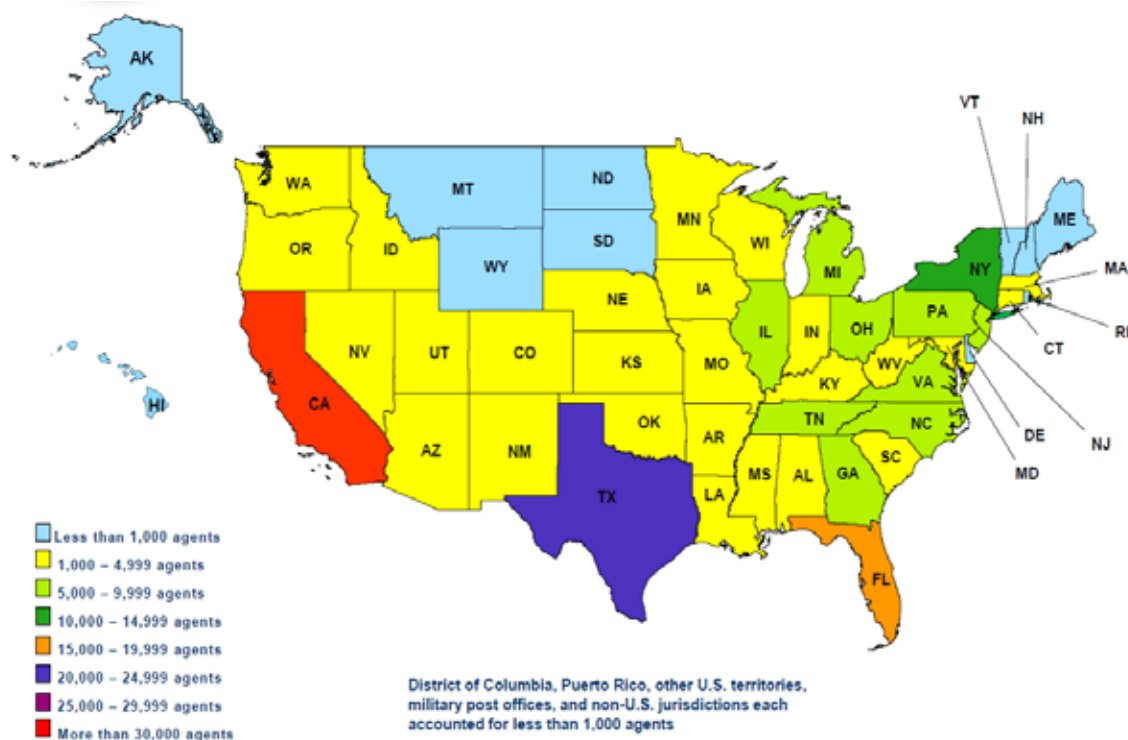 AK
VT
NH
WA
MT
ND
MN
ME
OR
ID
SD
WI
WY
MI
NY
MA
IA
NE
PA
RI
IL
IN
OH
CT
NV
UT
CO
KS
MO
WV
VA
KY
CA
HI
TN
NC
DE
NJ
OK
AR
AZ
NM
SC
MD
MS
AL
GA
TX
LA
FL
Less than 1,000 agents
1,000 – 4,999 agents
5,000 – 9,999 agents
10,000 – 14,999 agents
15,000 – 19,999 agents
20,000 – 24,999 agents
25,000 – 29,999 agents
More than 30,000 agents
District of Columbia, Puerto Rico, other U.S. territories,
military post offices, and non-U.S. jurisdictions each
accounted for less than 1,000 agents